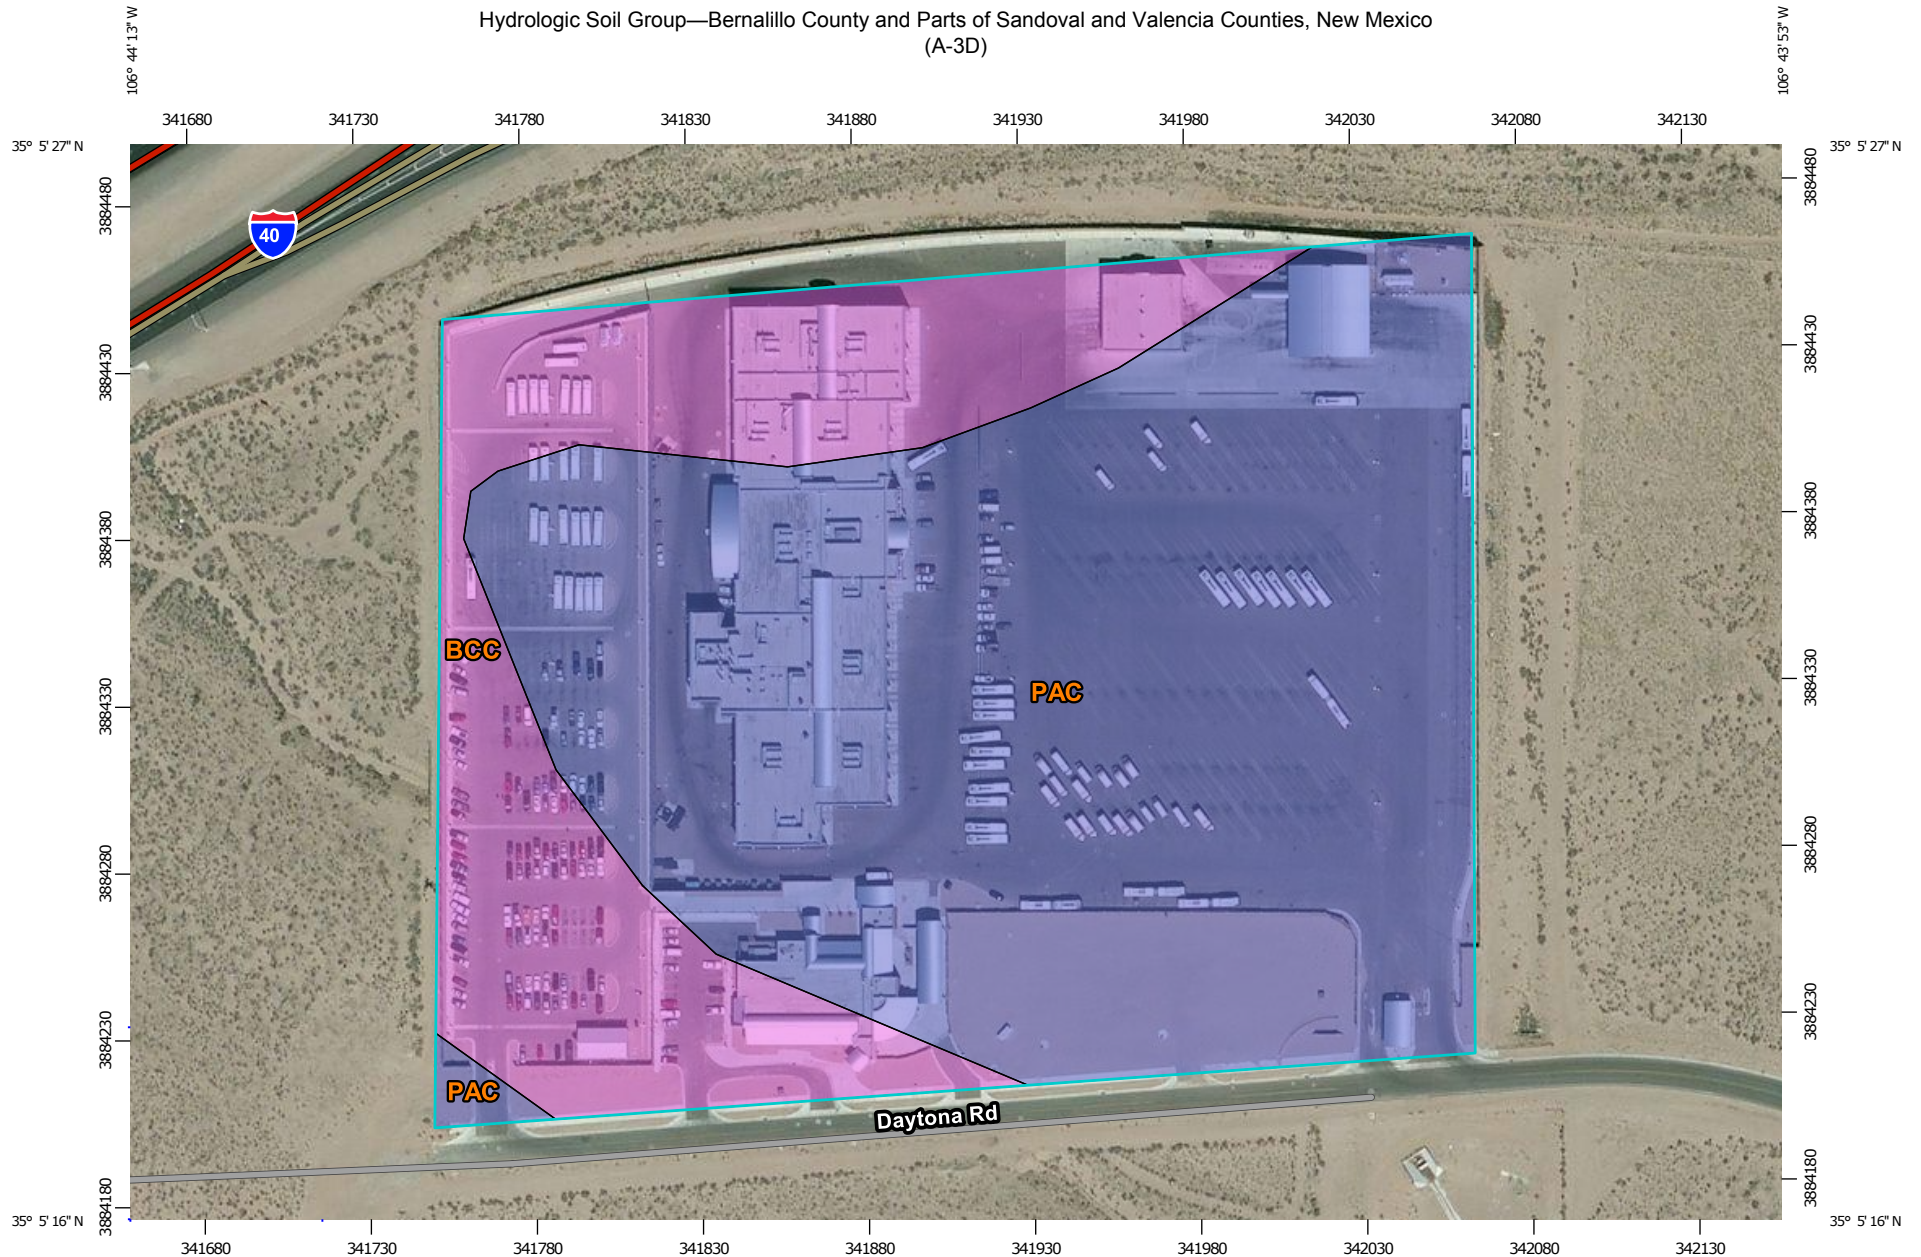 Hydrologic Soil Group—Bernalillo County and Parts of Sandoval and Valencia Counties, New Mexico
(A-3D)
106° 44' 13" W
106° 43' 53" W
341680 341730 341780 341830 341880 341930 341980 342030 342080 342130
35° 5' 27" N
35° 5' 27" N
3884480
3884480
40
3884430
3884430
3884380
3884380
BCC
PAC
3884330
3884330
3884280
3884280
3884230
3884230
PAC
Daytona Rd
3884180
3884180
35° 5' 16" N
35° 5' 16" N
341680 341730 341780 341830 341880 341930 341980 342030 342080 342130